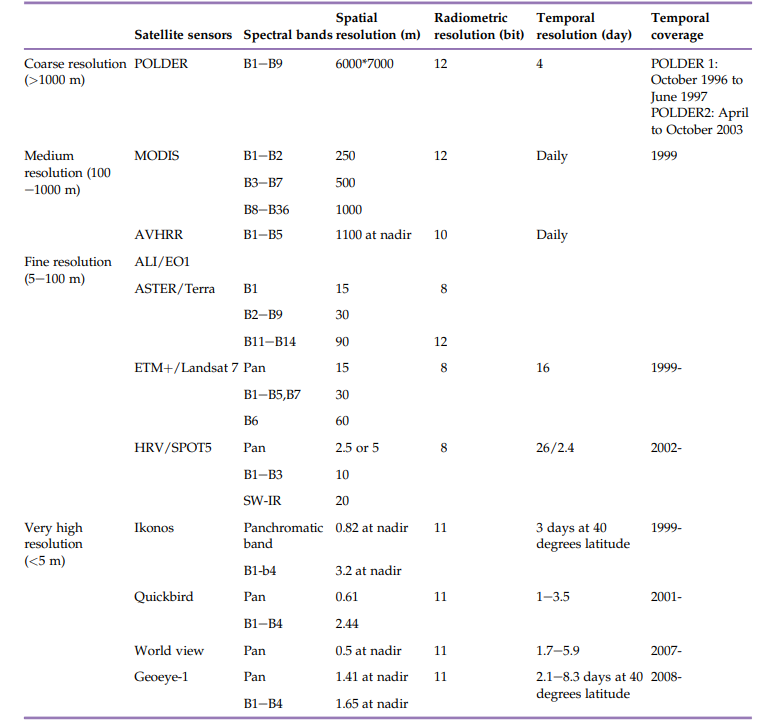 Satellite sensors Spectral bands Spatial resolution (m) Radiometric resolution (bit) Temporal resolution (day) Temporal coverage
Coarse resolution POLDER B1−B9 6000*7000 12 4 POLDER 1:
(>1000 m) October 1996 to
June 1997
POLDER2: April
to October 2003
Medium MODIS B1−B2 250 12 Daily 1999
resolution (100
−1000 m) B3−B7 500
B8−B36 1000
AVHRR B1−B5 1100 at nadir 10 Daily
Fine resolution ALI/EO1
(5−100 m)
ASTER/Terra B1 15 8
B2−B9 30
B11−B14 90 12
ETM+/Landsat 7 Pan 15 8 16 1999-
B1−B5,B7 30
B6 60
HRV/SPOT5 Pan 2.5 or 5 8 26/2.4 2002-
B1−B3 10
SW-IR 20
Very high Ikonos Panchromatic 0.82 at nadir 11 3 days at 40 1999-
resolution band degrees latitude
(<5 m)
B1-b4 3.2 at nadir
Quickbird Pan 0.61 11 1−3.5 2001-
B1−B4 2.44
World view Pan 0.5 at nadir 11 1.7−5.9 2007-
Geoeye-1 Pan 1.41 at nadir 11 2.1−8.3 days at 40 2008-
degrees latitude
B1−B4 1.65 at nadir